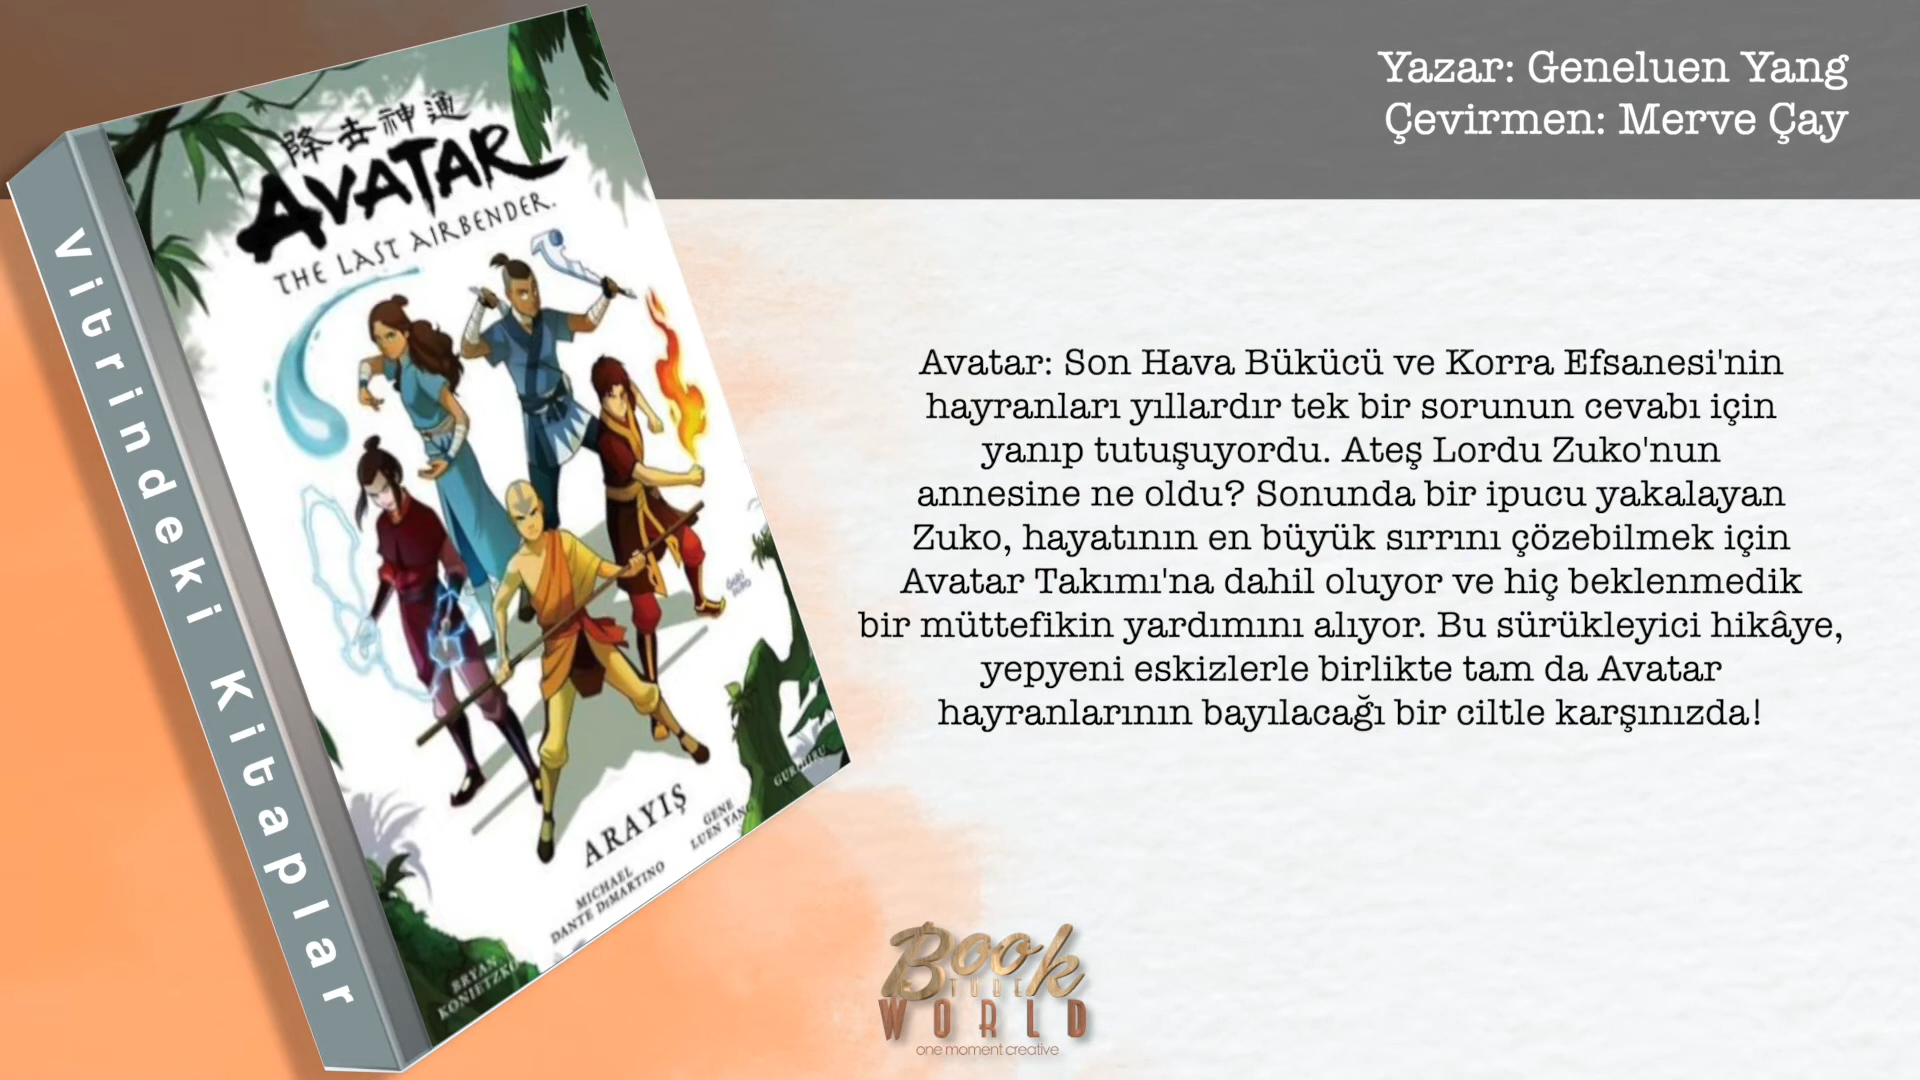 Yazar: Geneluen Yang
Çevirmen: Merve Çay
Vitrindeki Kitaplar
降去神通
AVATAR
THE LAST AIRBENDER.
ARAYIŞ
MICHAEL
DANTE DIMARTINO
GENE
LUEN YANG
GURIHIRU
BRYAN
KONIETZKO
Avatar: Son Hava Bükücü ve Korra Efsanesi'nin
hayranları yıllardır tek bir sorunun cevabı için
yanıp tutuşuyordu. Ateş Lordu Zuko'nun
annesine ne oldu? Sonunda bir ipucu yakalayan
Zuko, hayatının en büyük sırrını çözebilmek için
Avatar Takımı'na dahil oluyor ve hiç beklenmedik
bir müttefikin yardımını alıyor. Bu sürükleyici hikâye,
yepyeni eskizlerle birlikte tam da Avatar
hayranlarının bayılacağı bir ciltle karşınızda!
Book
TUBE
WORLD
one moment creative